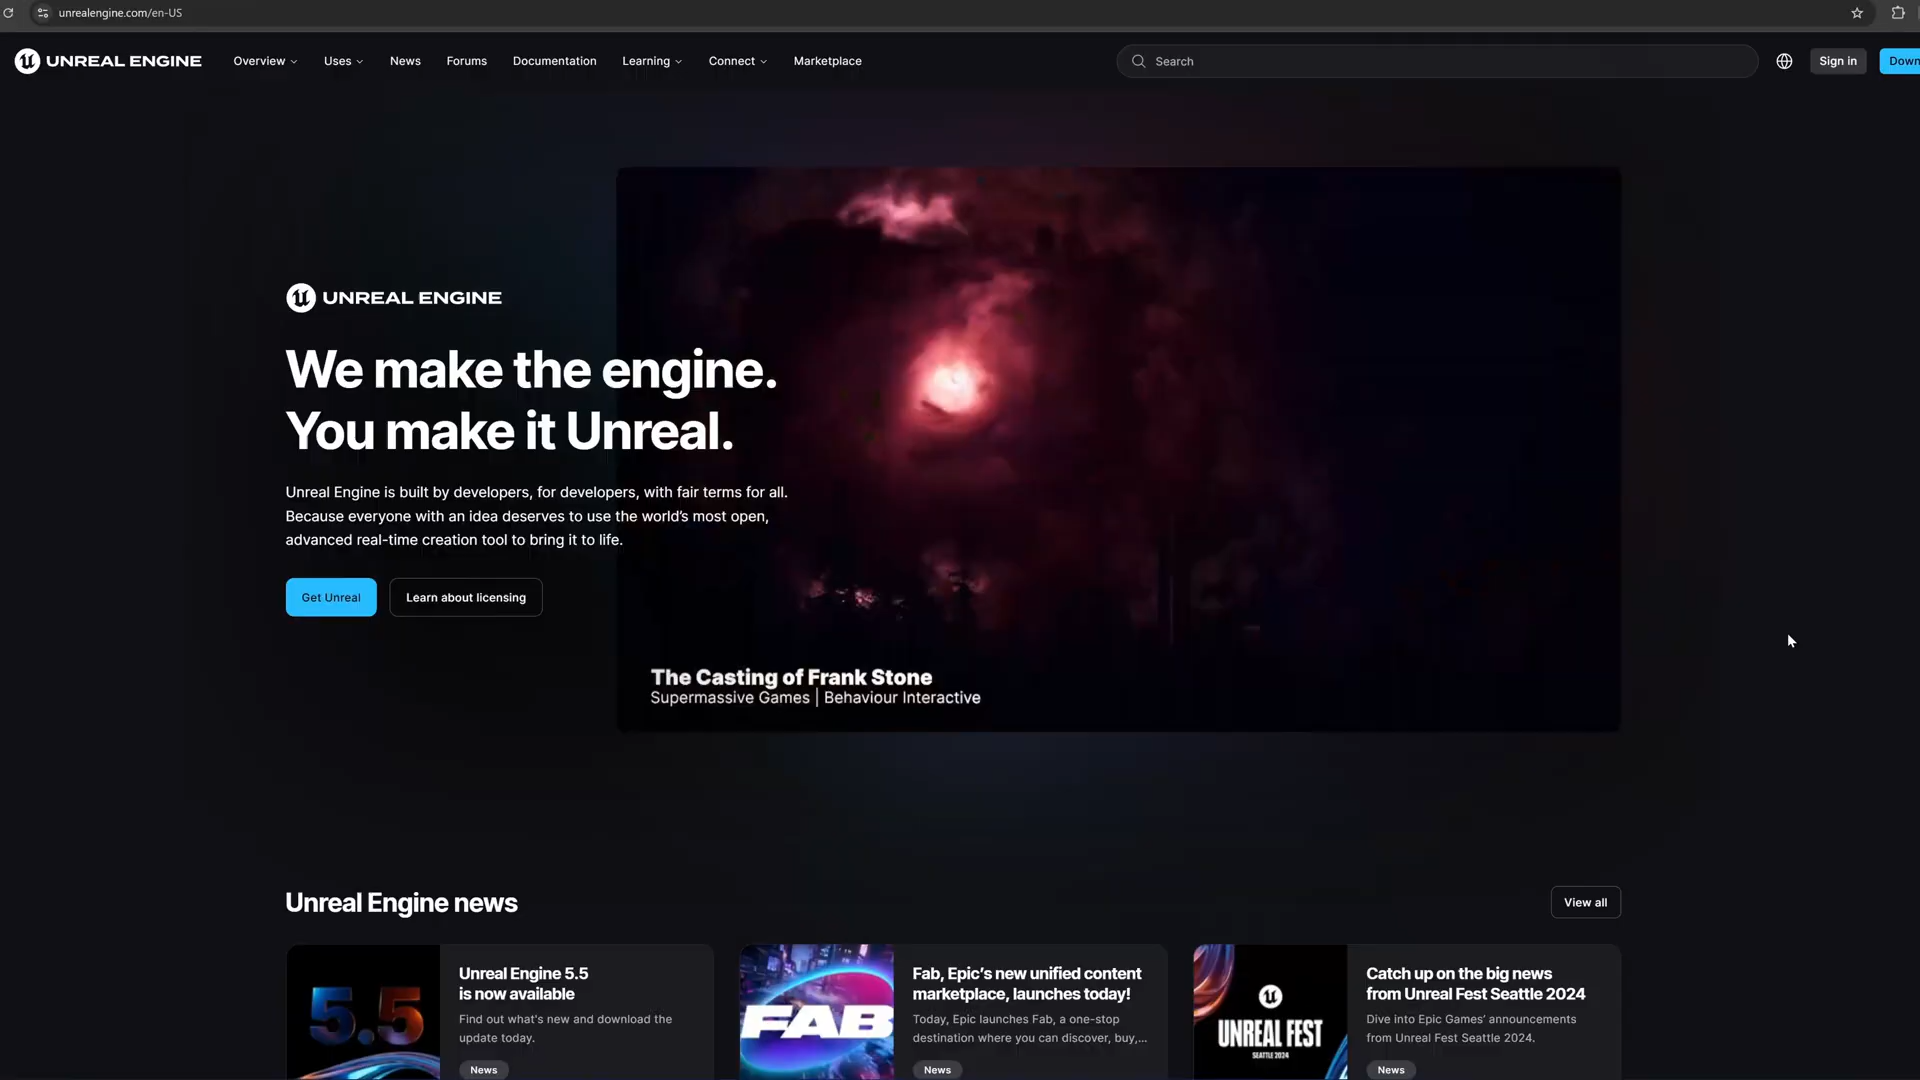 unrealengine.com/en-US
UNREAL ENGINE
Overview
Uses
News
Forums
Documentation
Learning
Connect
Marketplace
Search
Sign in
Down
UNREAL ENGINE
We make the engine.
You make it Unreal.
Unreal Engine is built by developers, for developers, with fair terms for all.
Because everyone with an idea deserves to use the world’s most open,
advanced real-time creation tool to bring it to life.
Get Unreal
Learn about licensing
The Casting of Frank Stone
Supermassive Games | Behaviour Interactive
Unreal Engine news
View all
5.5
Unreal Engine 5.5
is now available
Find out what's new and download the
update today.
News
FAB
Fab, Epic’s new unified content
marketplace, launches today!
Today, Epic launches Fab, a one-stop
destination where you can discover, buy,...
News
UNREAL FEST
SEATTLE 2024
Catch up on the big news
from Unreal Fest Seattle 2024
Dive into Epic Games’ announcements
from Unreal Fest Seattle 2024.
News